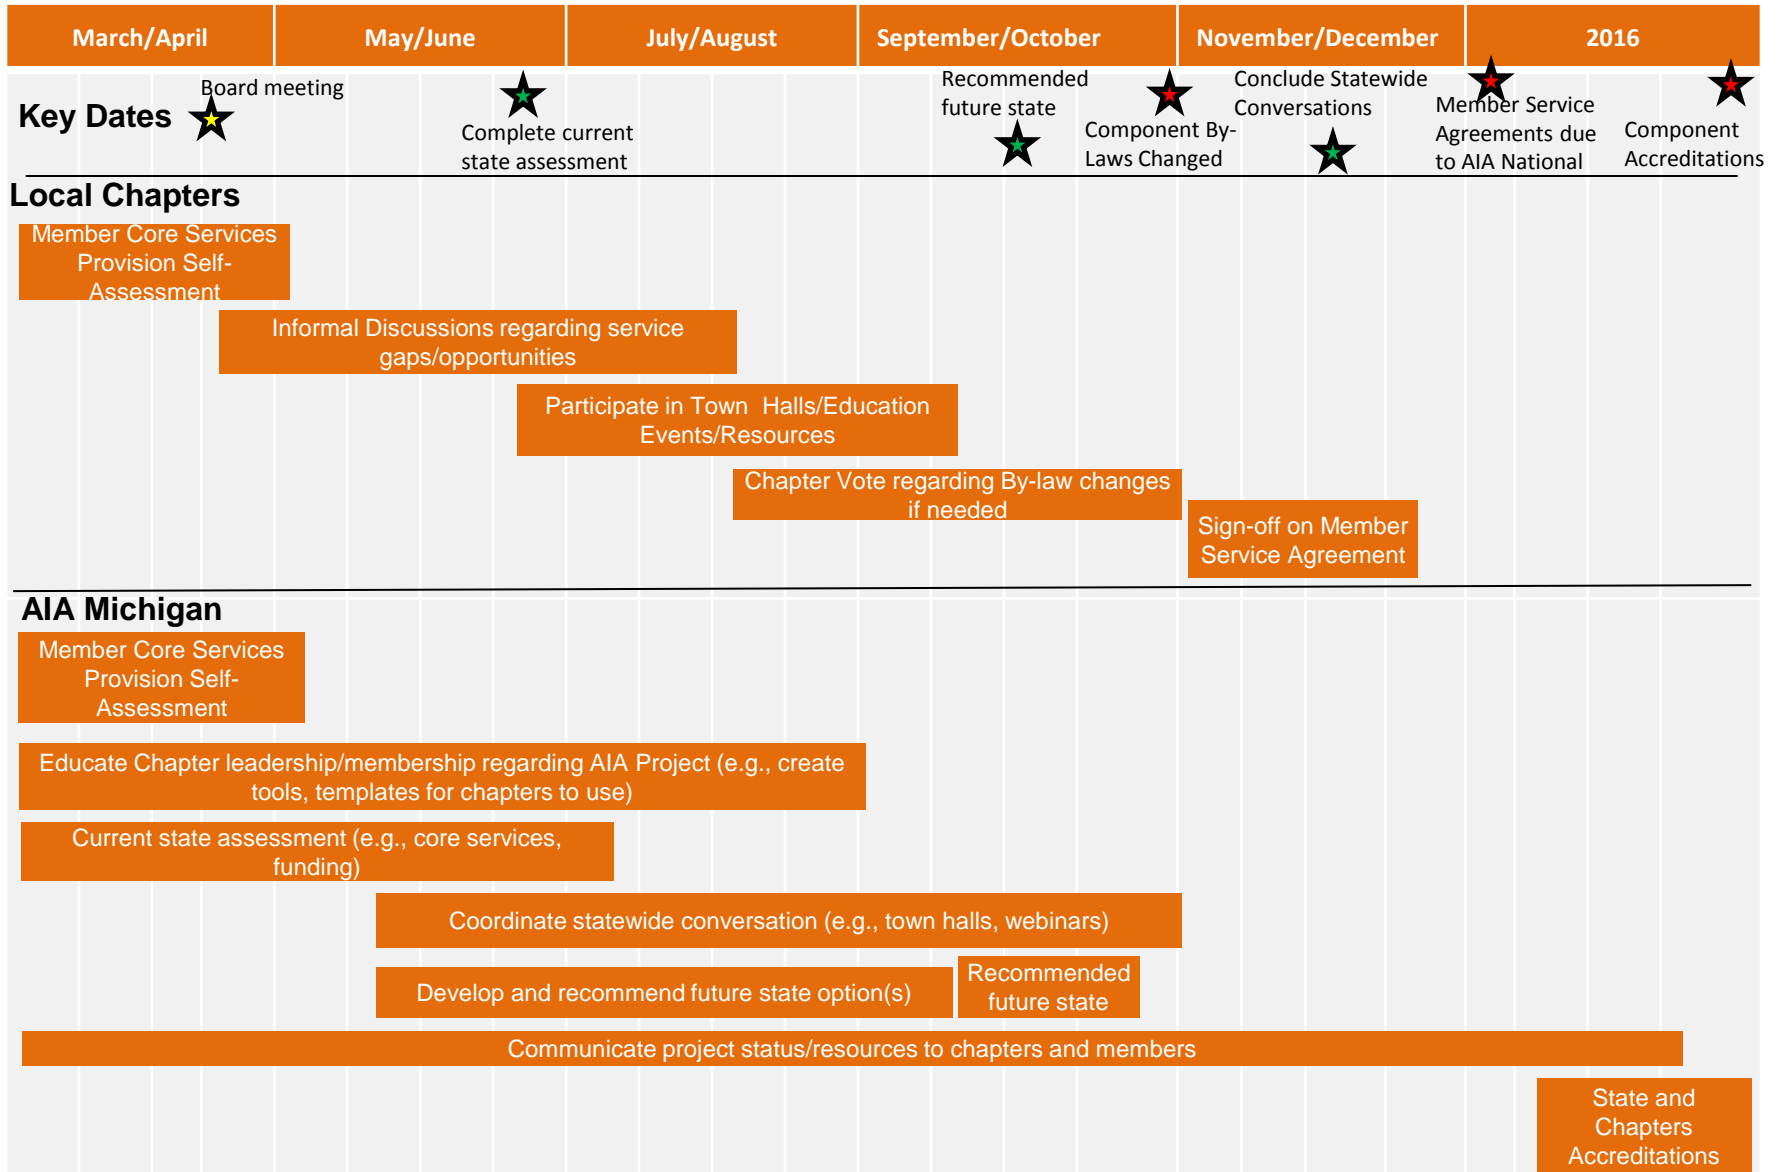 March/April
May/June
July/August
September/October
November/December
2016
Key Dates
Board meeting
Complete current
state assessment
Recommended
future state
Component By-
Laws Changed
Conclude Statewide
Conversations
Member Service
Agreements due
to AIA National
Component
Accreditations
Local Chapters
Member Core Services
Provision Self-
Assessment
Informal Discussions regarding service
gaps/opportunities
Participate in Town  Halls/Education
Events/Resources
Chapter Vote regarding By-law changes
if needed
Sign-off on Member
Service Agreement
AIA Michigan
Member Core Services
Provision Self-
Assessment
Educate Chapter leadership/membership regarding AIA Project (e.g., create
tools, templates for chapters to use)
Current state assessment (e.g., core services,
funding)
Coordinate statewide conversation (e.g., town halls, webinars)
Develop and recommend future state option(s)
Recommended
future state
Communicate project status/resources to chapters and members
State and
Chapters
Accreditations